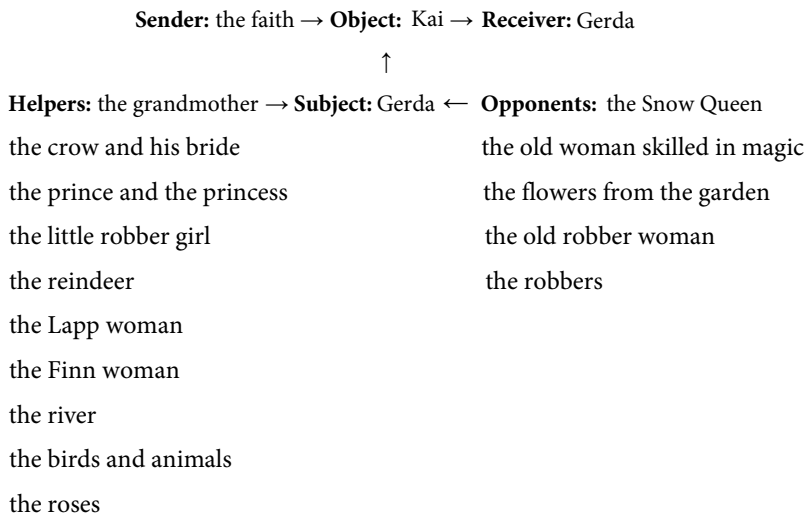 Sender: the faith → Object: Kai → Receiver: Gerda
↑
Helpers: the grandmother → Subject: Gerda ← Opponents: the Snow Queen
the crow and his bride the old woman skilled in magic
the prince and the princess the flowers from the garden
the little robber girl the old robber woman
the reindeer the robbers
the Lapp woman
the Finn woman
the river
the birds and animals
the roses